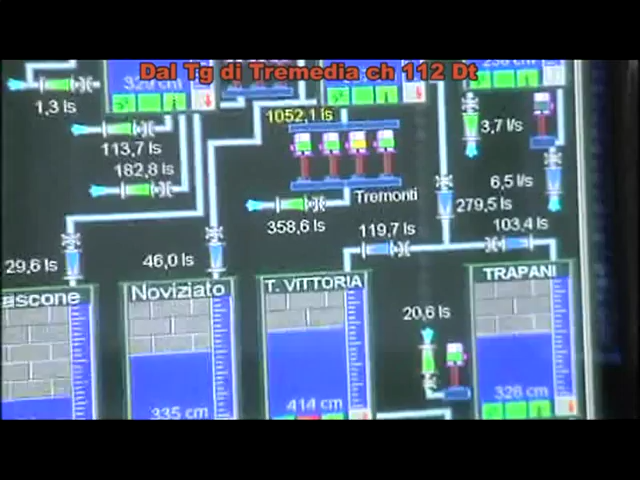 Dal Tg di Tremedia ch 112 Dt
1,3 ls
1052,1 ls
3,7 l/s
113,7 ls
182,8 ls
6,5 l/s
Tremonti
279,5 ls
358,6 ls
119,7 ls
103,4 ls
29,6 ls
46,0 ls
ascone
Noviziato
T. VITTORIA
TRAPANI
20,6 ls
335 cm
414 cm
326 cm